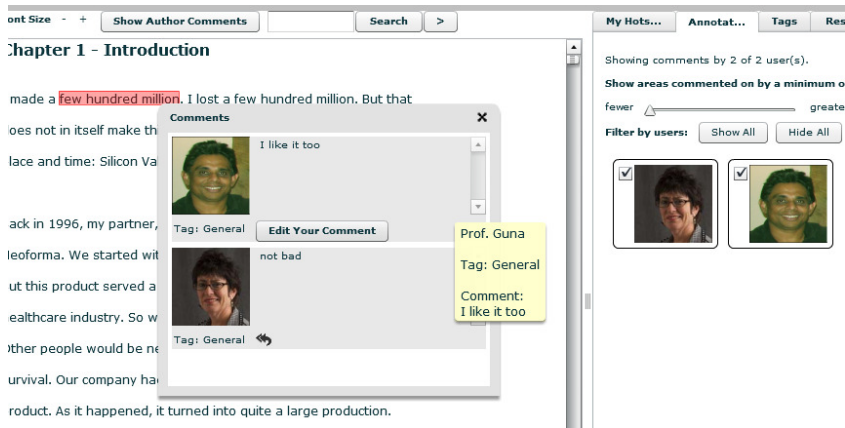 ont Size - + Show Author Comments Search >
Chapter 1 - Introduction
made a few hundred million. I lost a few hundred million. But that
oes not in itself make th
lace and time: Silicon Va
ack in 1996, my partner,
eoforma. We started wit
ut this product served a
ealthcare industry. So w
ther people would be ne
urvival. Our company ha
roduct. As it happened, it turned into quite a large production.
Comments
I like it too
Tag: General Edit Your Comment
not bad
Tag: General
Prof. Guna
Tag: General
Comment:
I like it too
My Hots... Annotat... Tags Res
Showing comments by 2 of 2 user(s).
Show areas commented on by a minimum o
fewer greate
Filter by users: Show All Hide All